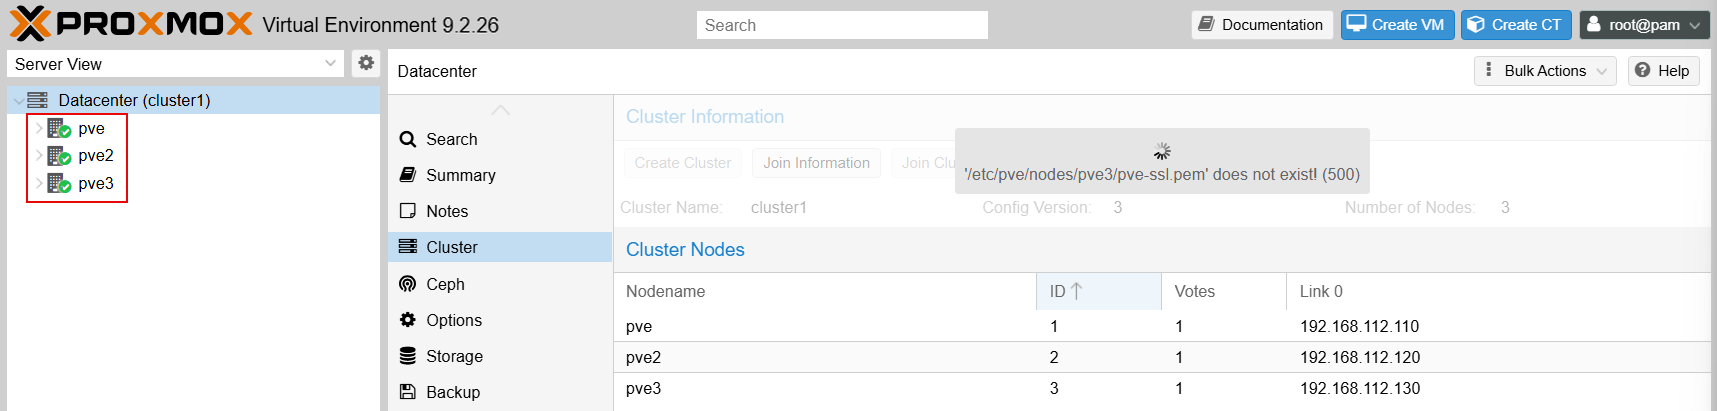 PROXMOX Virtual Environment 9.2.26 Search Documentation Create VM Create CT root@pam
Server View
Datacenter Bulk Actions Help
Datacenter (cluster1)
pve
pve2
pve3
Search
Summary
Notes
Cluster
Ceph
Options
Storage
Backup
Cluster Information
Create Cluster Join Information Join Clu
'/etc/pve/nodes/pve3/pve-ssl.pem' does not exist! (500)
Cluster Name: cluster1 Config Version: 3 Number of Nodes: 3
Cluster Nodes
Nodename ID Votes Link 0
pve 1 1 192.168.112.110
pve2 2 1 192.168.112.120
pve3 3 1 192.168.112.130